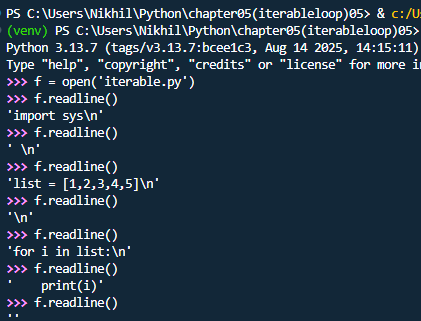 PS C:\Users\Nikhil\Python\chapter05(iterableloop)05> & c:/U
(venv) PS C:\Users\Nikhil\Python\chapter05(iterableloop)05>
Python 3.13.7 (tags/v3.13.7:bcee1c3, Aug 14 2025, 14:15:11)
Type "help", "copyright", "credits" or "license" for more i
>>> f = open('iterable.py')
>>> f.readline()
'import sys\n'
>>> f.readline()
' \n'
>>> f.readline()
'list = [1,2,3,4,5]\n'
>>> f.readline()
'\n'
>>> f.readline()
'for i in list:\n'
>>> f.readline()
'    print(i)'
>>> f.readline()
''